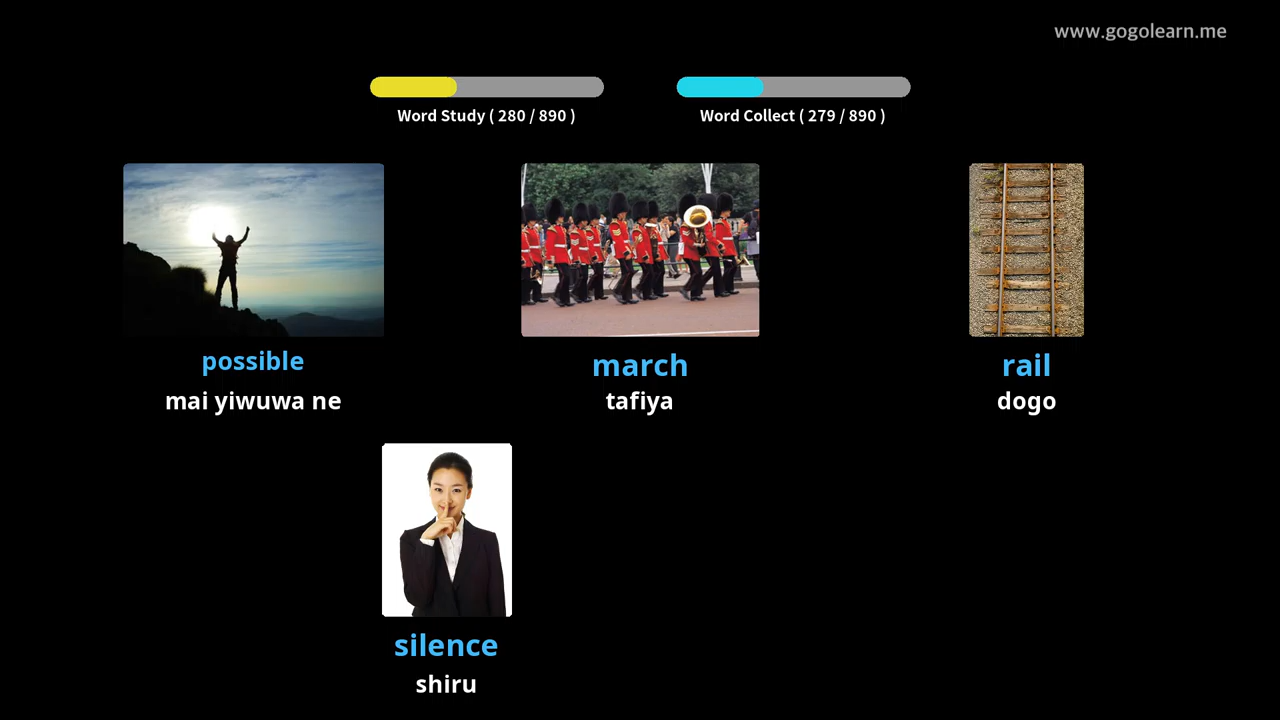 www.gogolearn.me
Word Study ( 280 / 890 )
Word Collect ( 279 / 890 )
possible
mai yiwuwa ne
march
tafiya
rail
dogo
silence
shiru